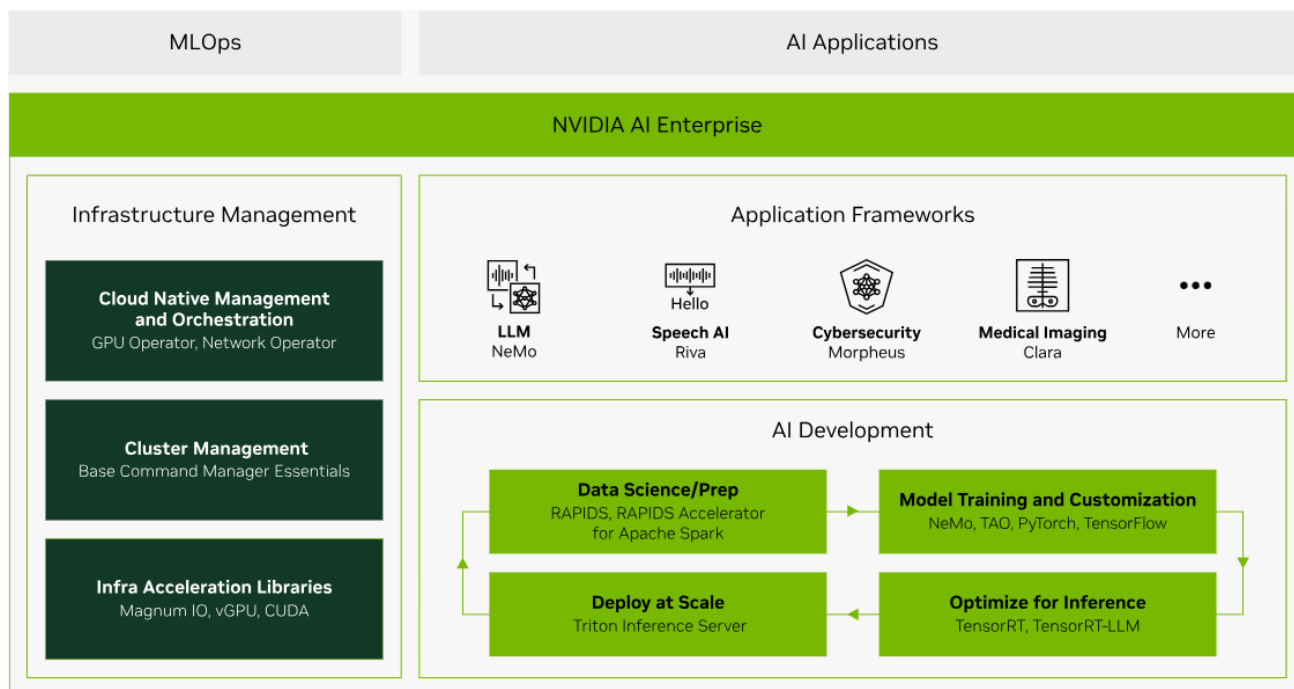 MLOps
AI Applications
NVIDIA AI Enterprise
Infrastructure Management
Cloud Native Management
and Orchestration
GPU Operator, Network Operator
Cluster Management
Base Command Manager Essentials
Infra Acceleration Libraries
Magnum IO, vGPU, CUDA
Application Frameworks
LLM
NeMo
Hello
Speech AI
Riva
Cybersecurity
Morpheus
Medical Imaging
Clara
More
AI Development
Data Science/Prep
RAPIDS, RAPIDS Accelerator
for Apache Spark
Model Training and Customization
NeMo, TAO, PyTorch, TensorFlow
Deploy at Scale
Triton Inference Server
Optimize for Inference
TensorRT, TensorRT-LLM